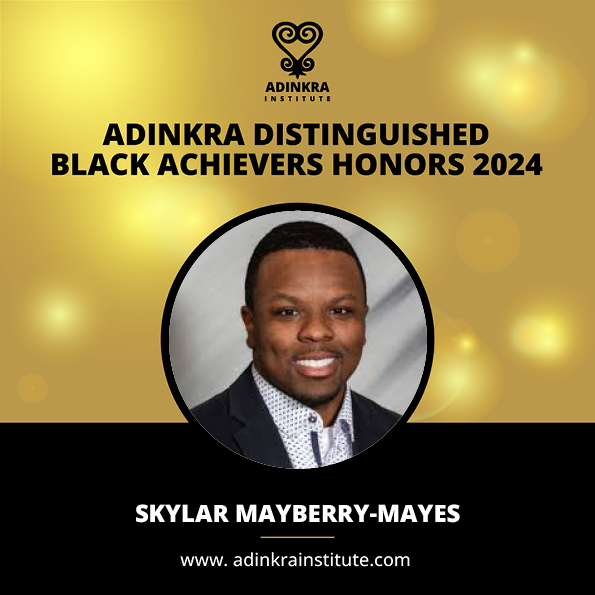 ADINKRA
INSTITUTE
ADINKRA DISTINGUISHED
BLACK ACHIEVERS HONORS 2024
SKYLAR MAYBERRY-MAYES
www. adinkrainstitute.com